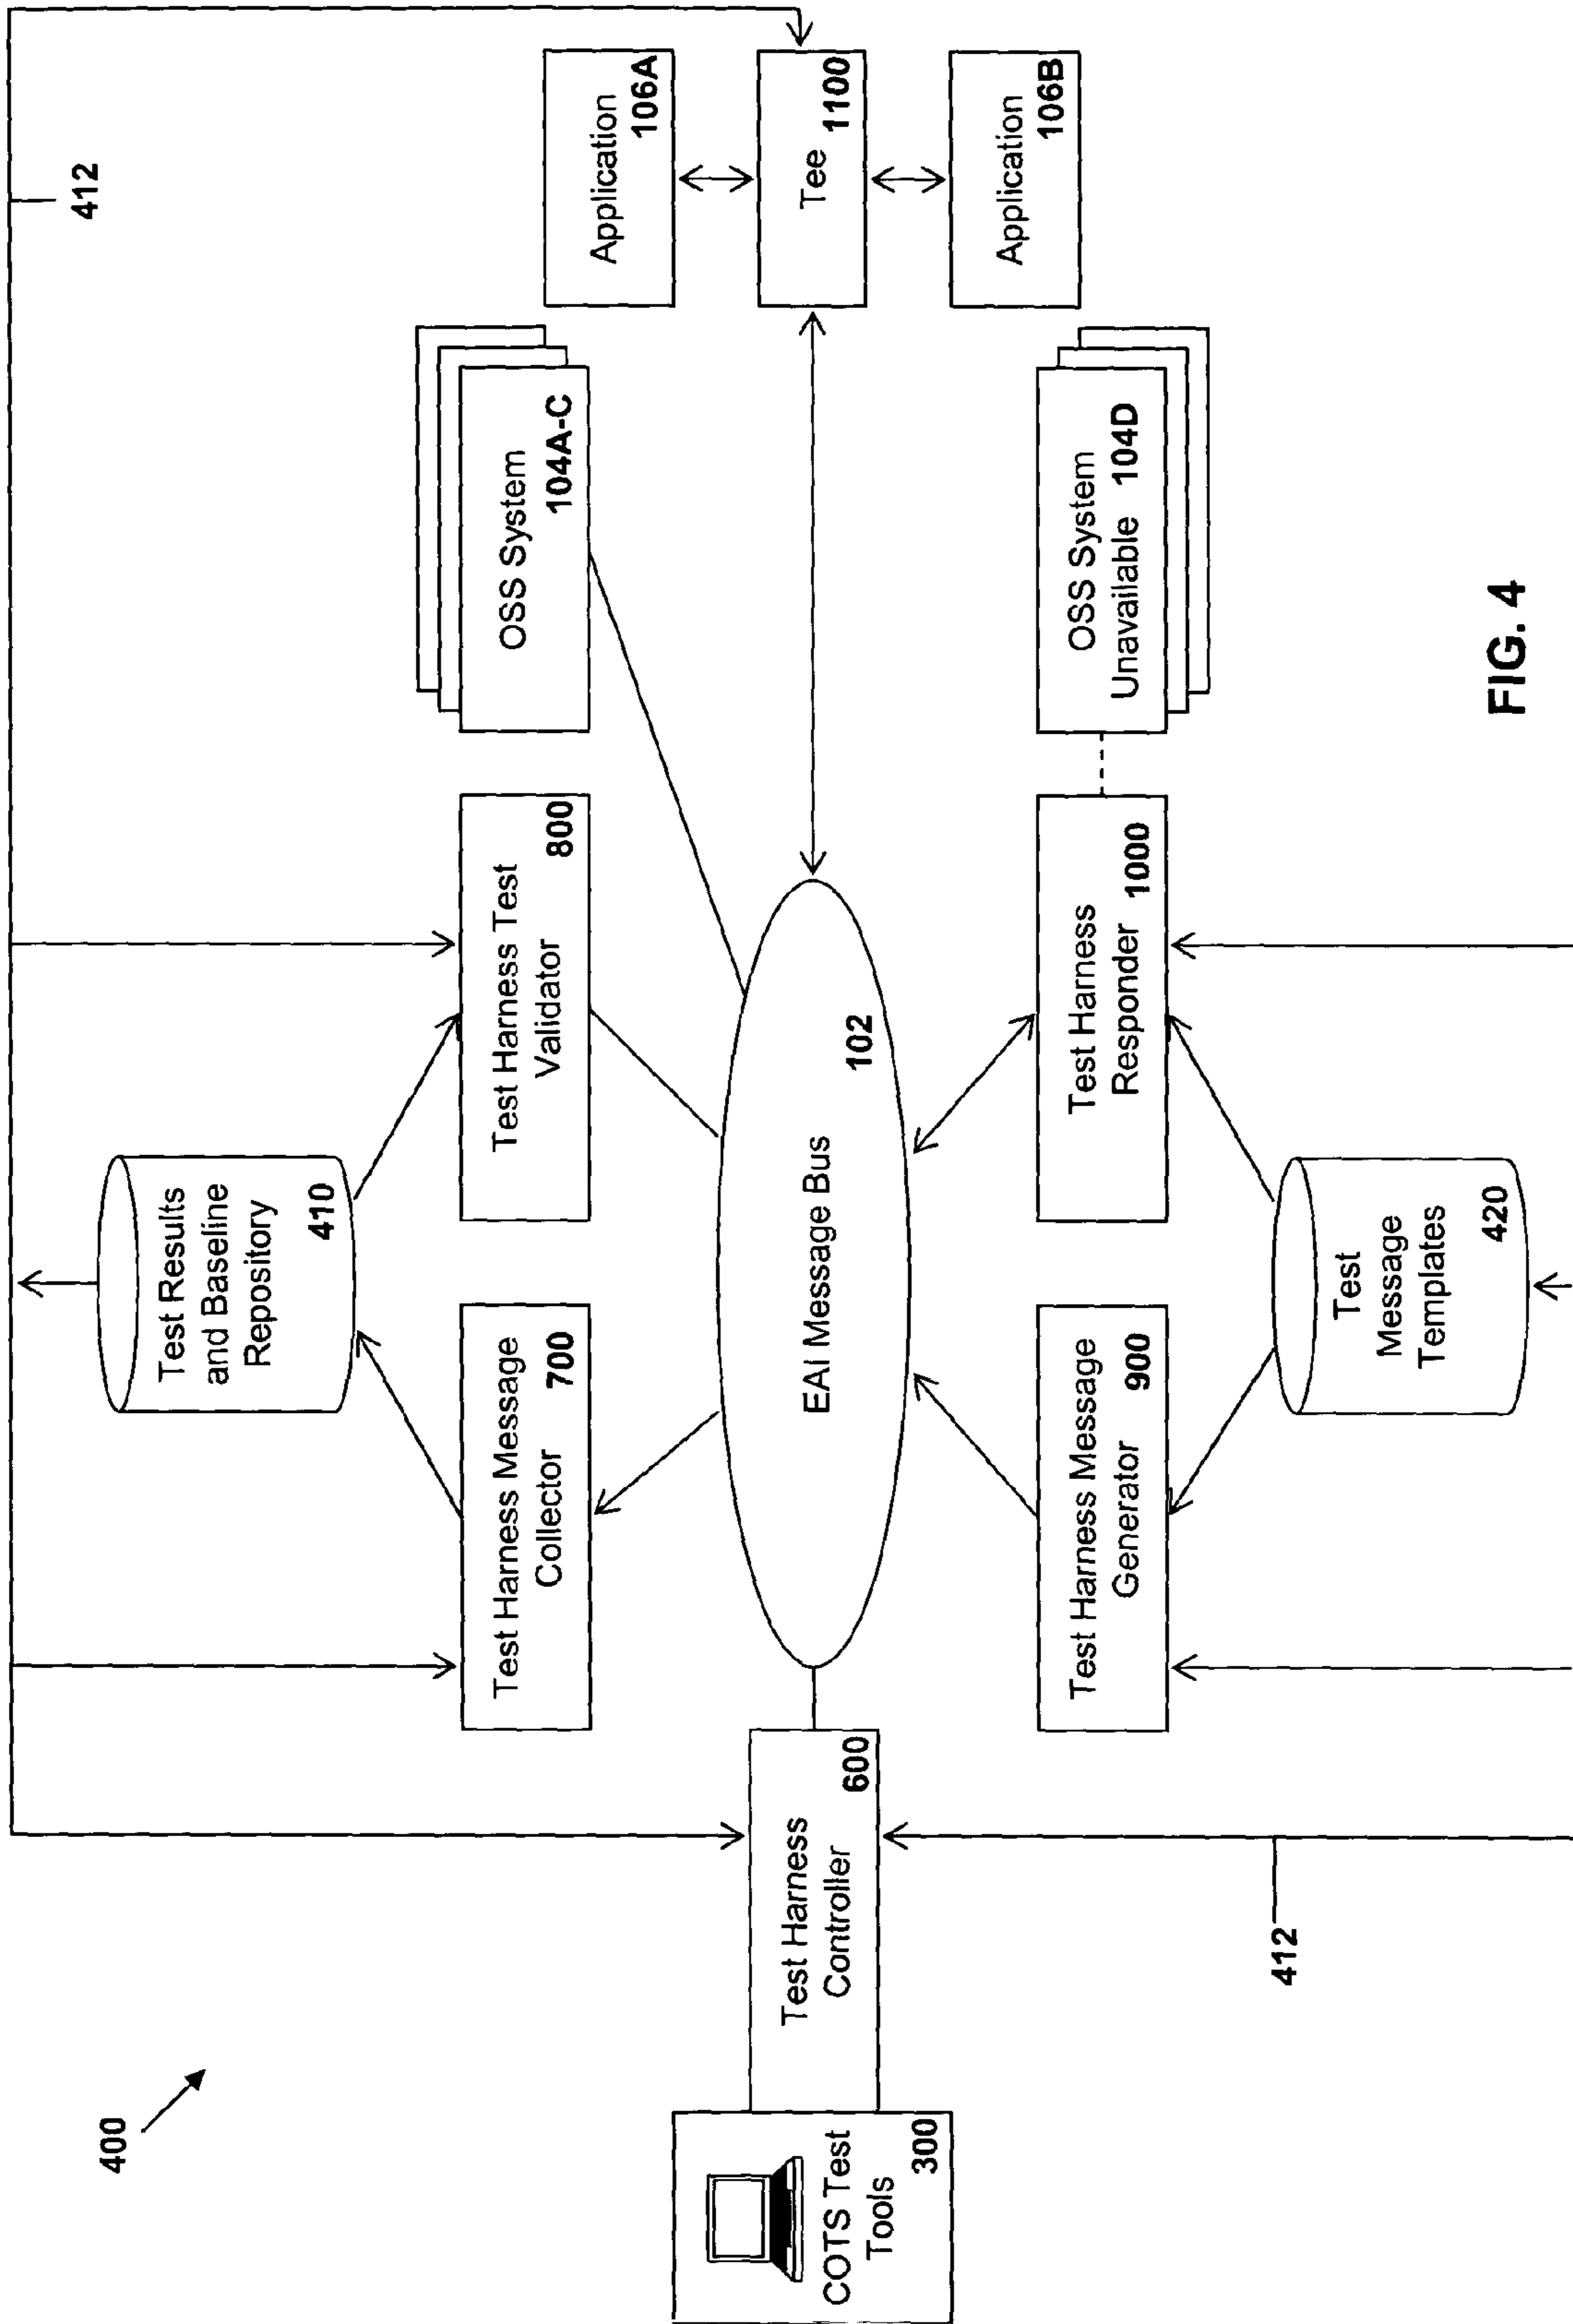 400
412
Test Results
and Baseline
Repository
410
Test Harness Message
Collector
700
Test Harness Test
Validator
800
OSS System
104A-C
Application
106A
COTS Test
Tools
300
Test Harness
Controller
600
EAI Message Bus
102
Tee
1100
Test Harness Message
Generator
900
Test Harness
Responder
1000
OSS System
Unavailable
104D
Application
106B
412
Test
Message
Templates
420
FIG. 4